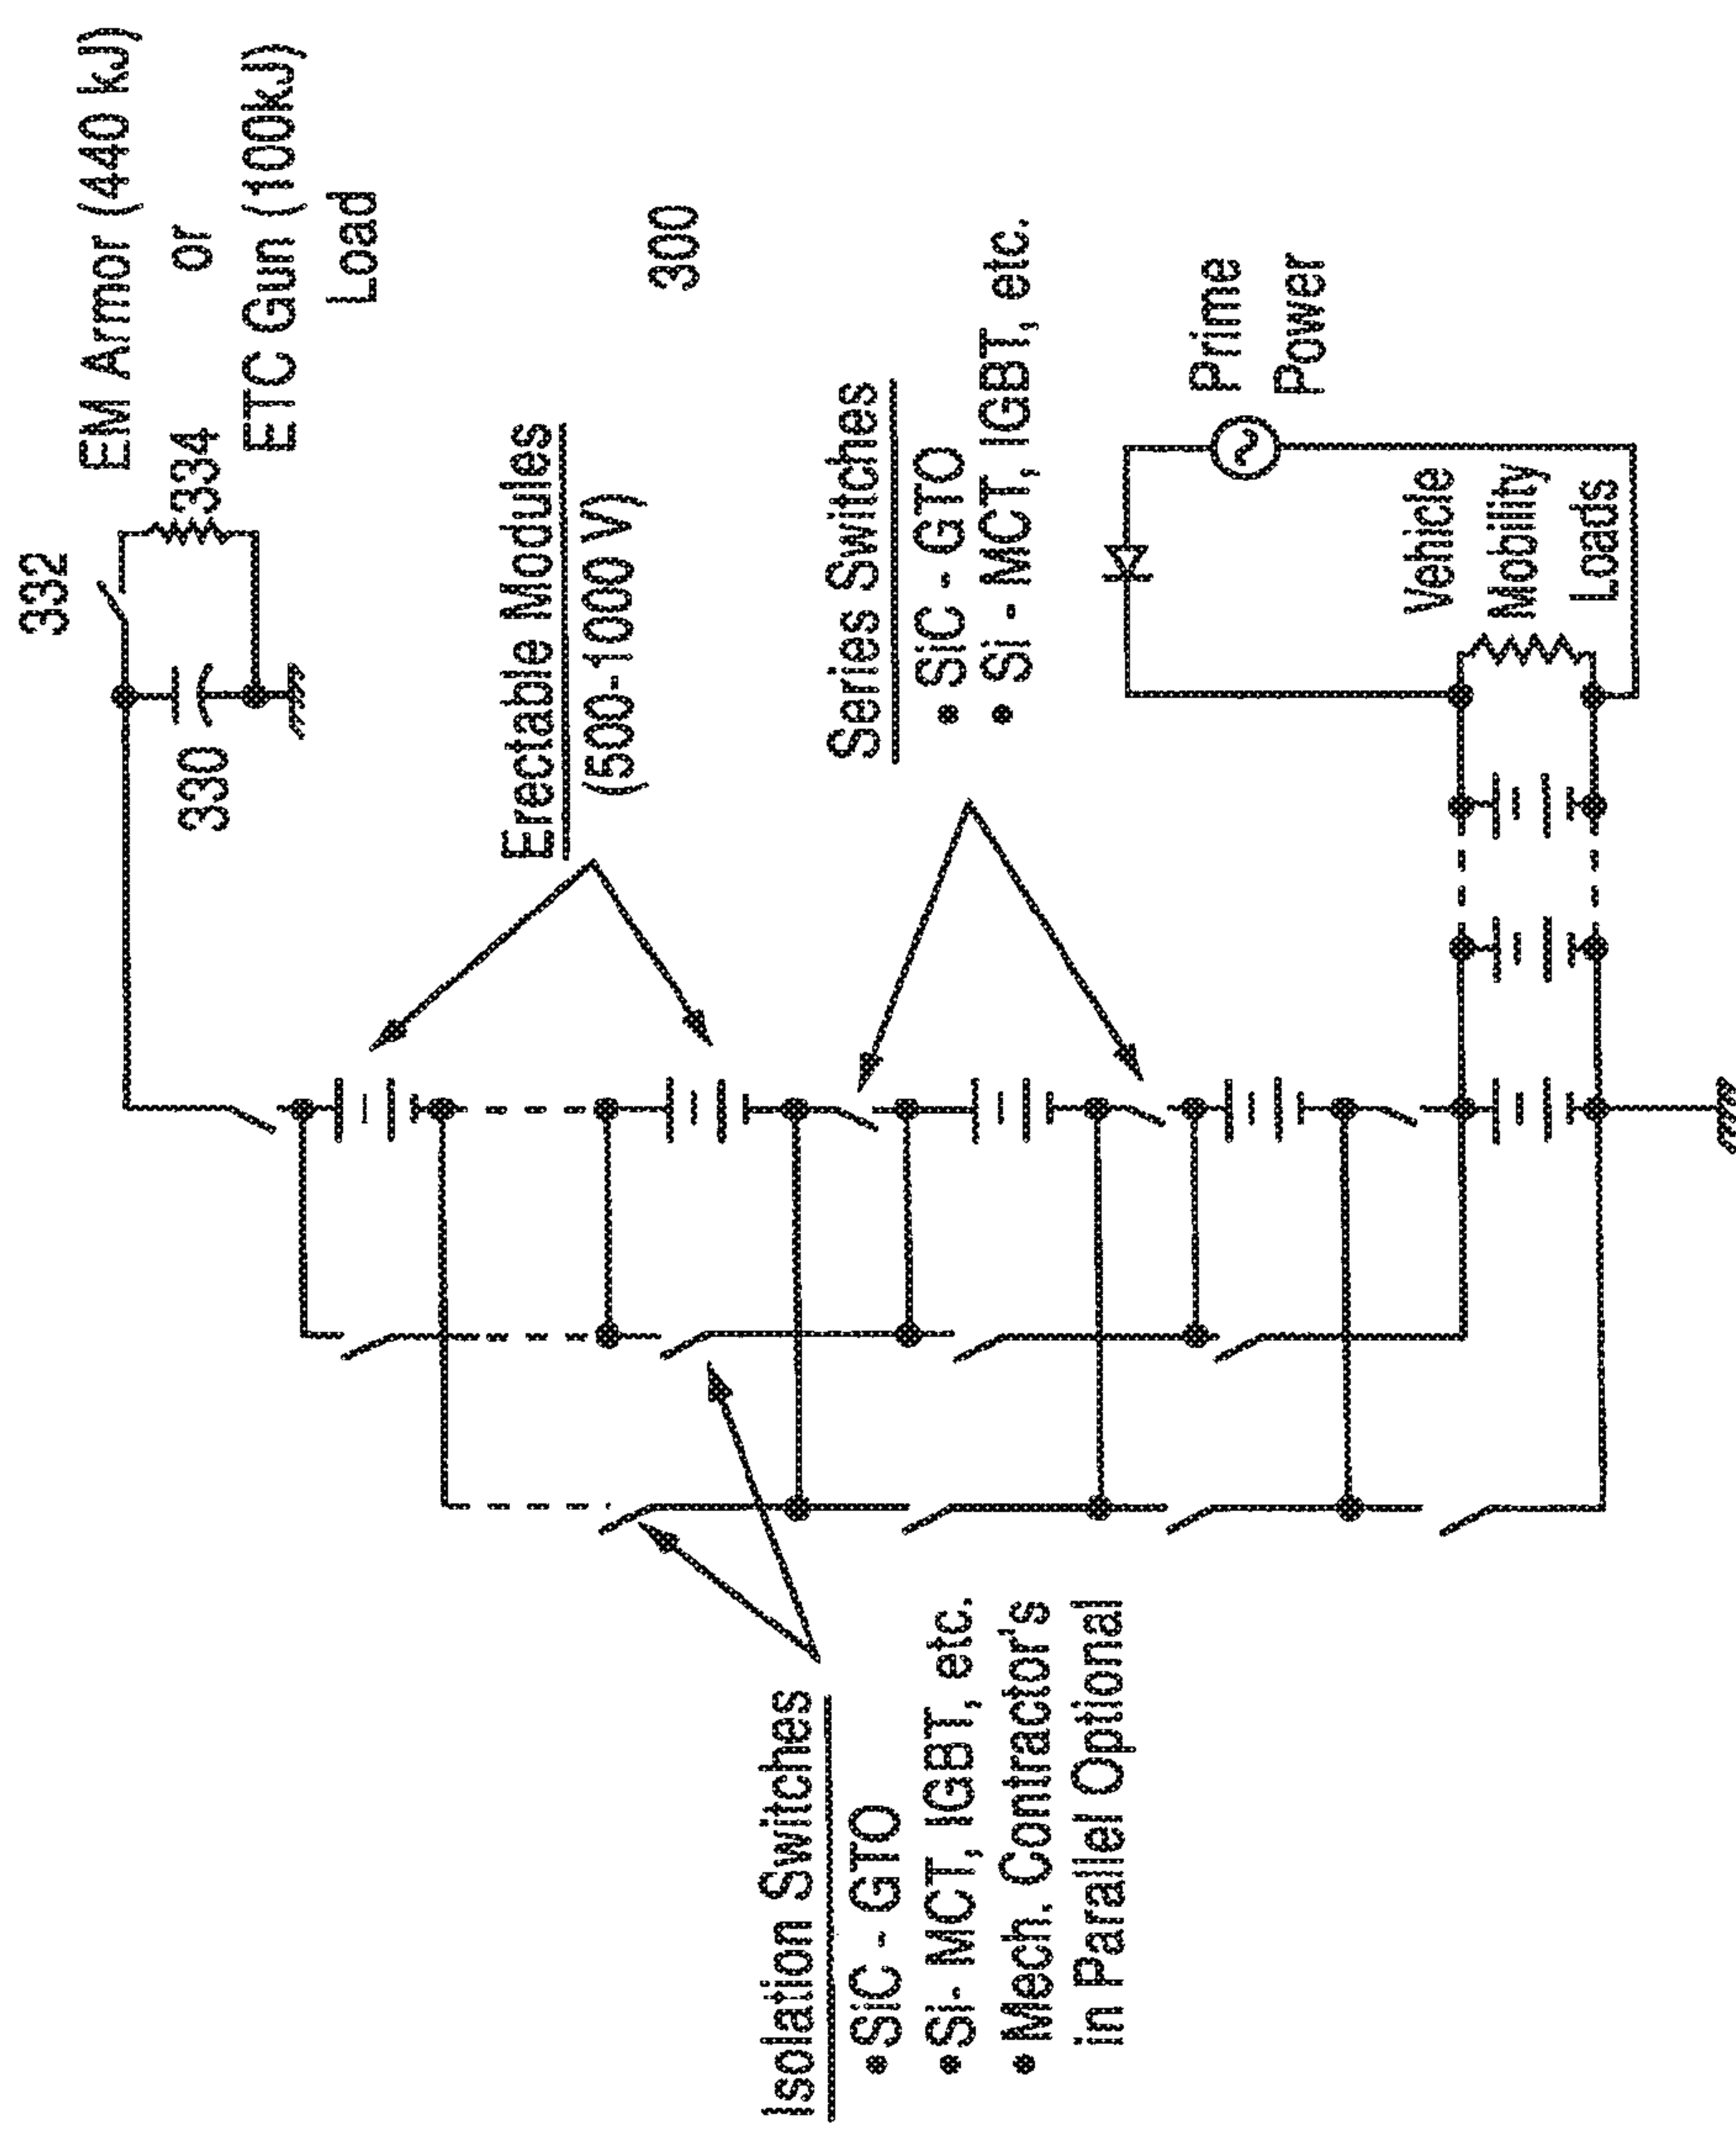 332
EM Armor (440 kJ)
or
ETC Gun (100kJ)
Load
334
330
300
Erectable Modules
(500-1000 V)
Series Switches
• SiC - GTO
• Si - MCT, IGBT, etc.
Prime
Power
Vehicle
Mobility
Loads
Isolation Switches
• SiC - GTO
• Si- MCT, IGBT, etc.
• Mech. Contractor's
in Parallel Optional